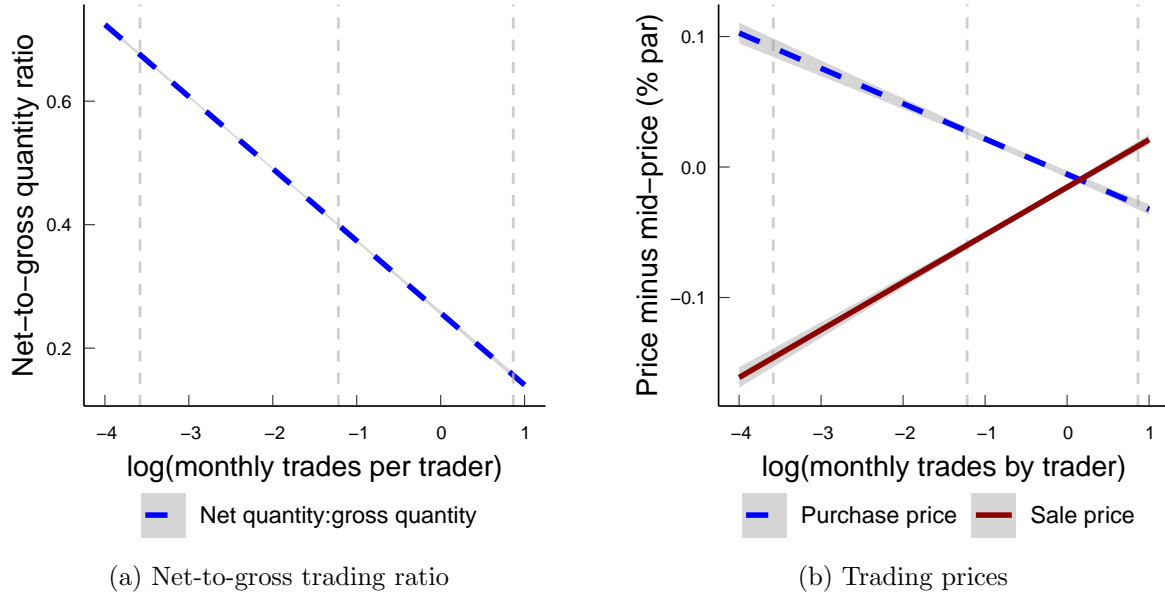 Net−to−gross quantity ratio
0.6
0.4
0.2
−4 −3 −2 −1 0 1
log(monthly trades per trader)
Net quantity:gross quantity
(a) Net-to-gross trading ratio
Price minus mid−price (% par)
0.1
0.0
−0.1
−4 −3 −2 −1 0 1
log(monthly trades by trader)
Purchase price Sale price
(b) Trading prices